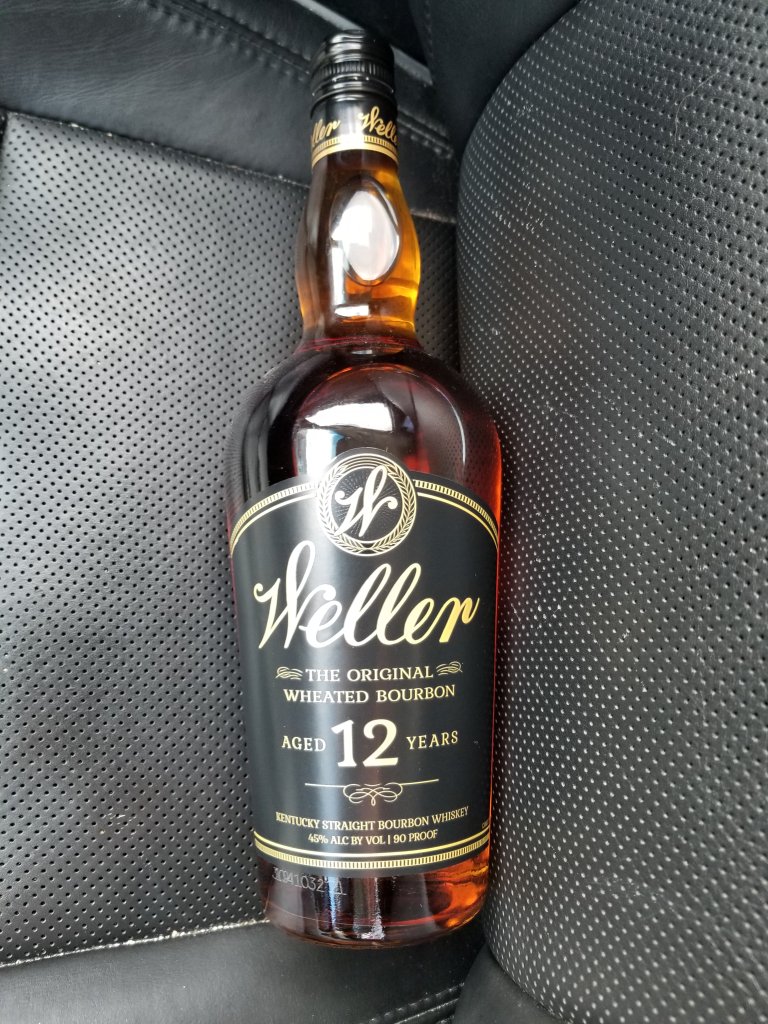 Weller
W
Weller
THE ORIGINAL
WHEATED BOURBON
AGED 12 YEARS
KENTUCKY STRAIGHT BOURBON WHISKEY
45% ALC BY VOL | 90 PROOF